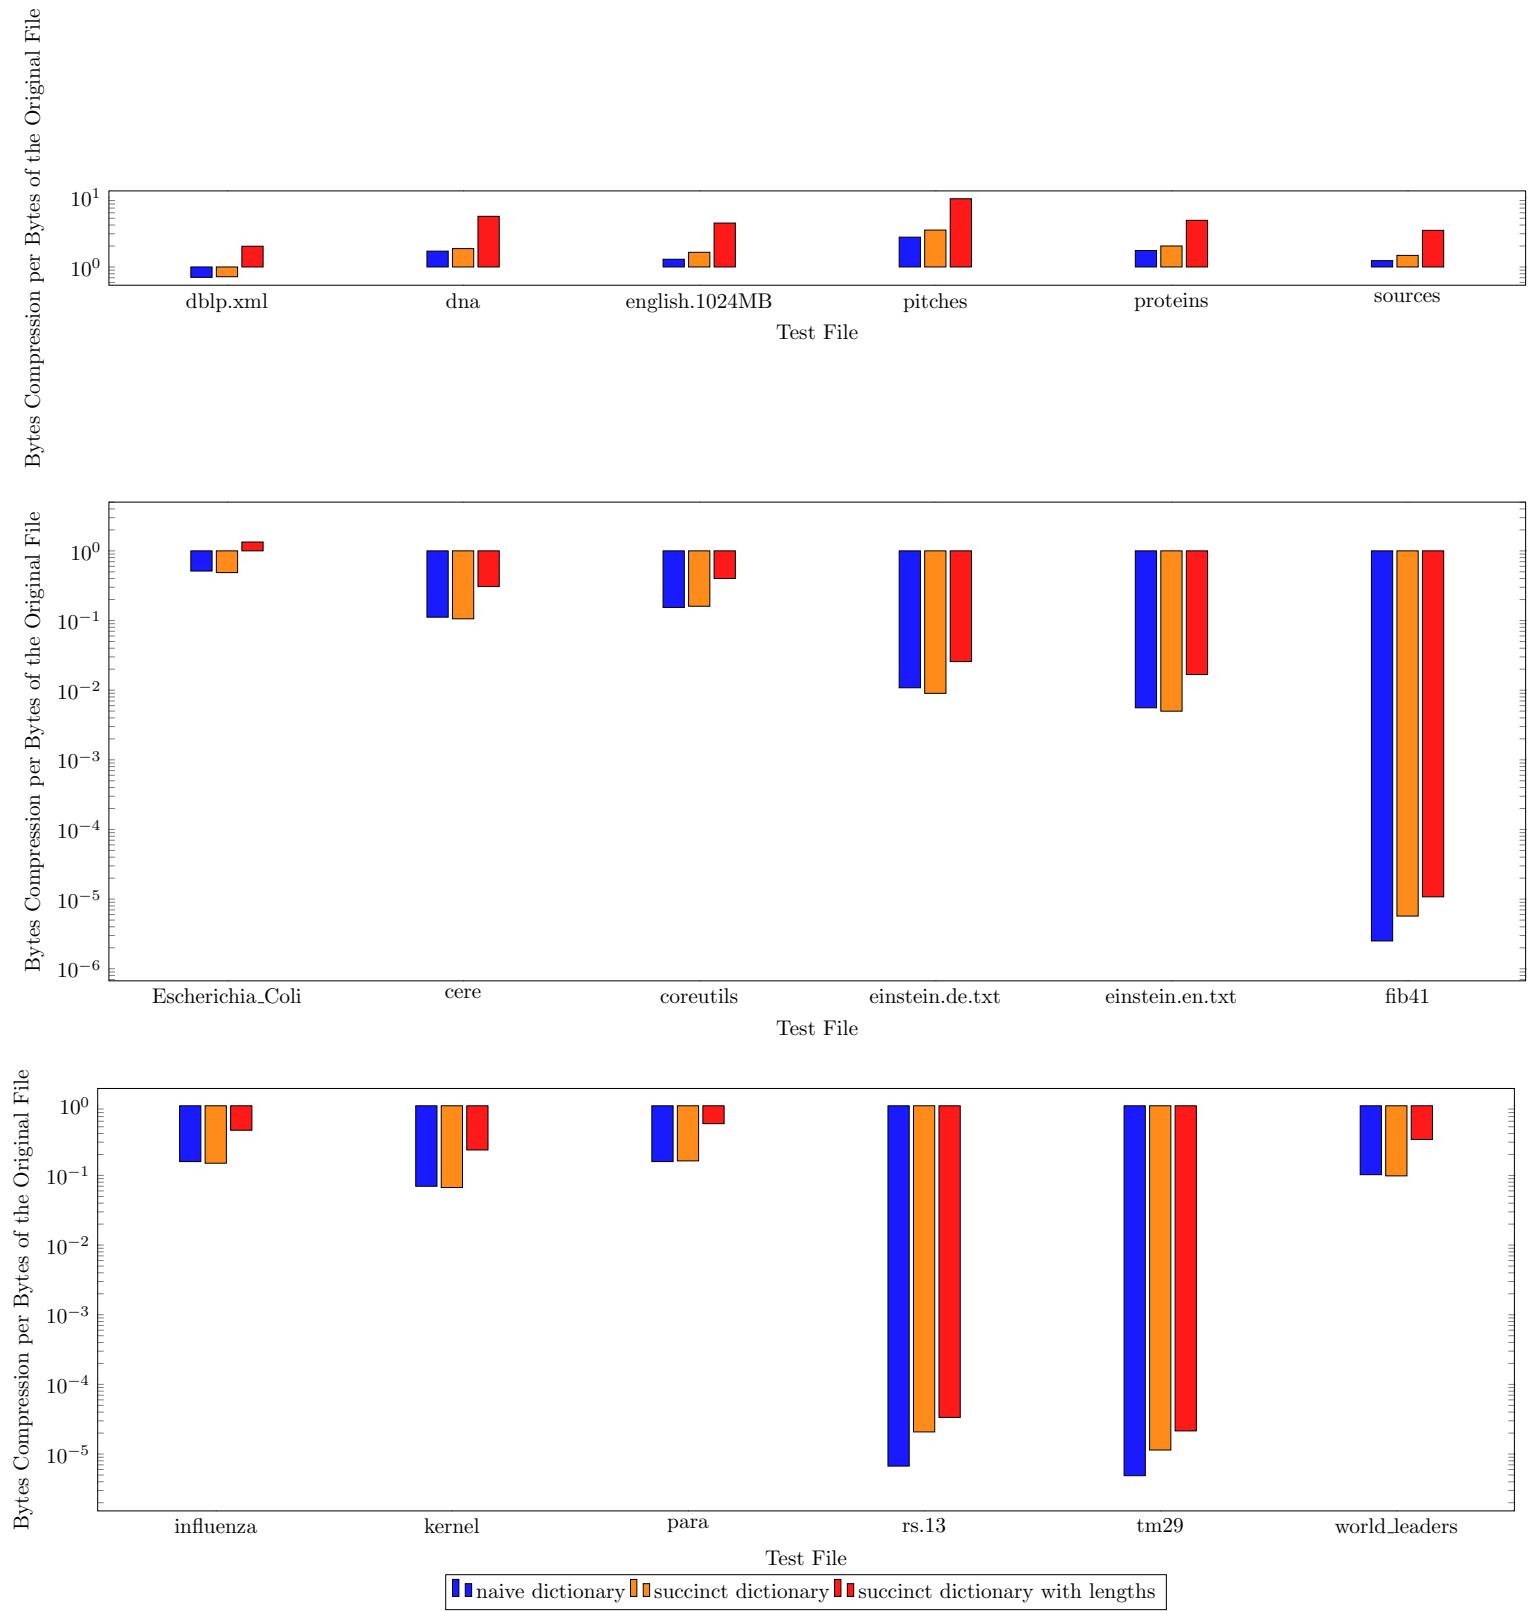 Bytes Compression per Bytes of the Original File
10^1
10^0
dblp.xml dna english.1024MB pitches proteins sources
Test File
Bytes Compression per Bytes of the Original File
10^0
10^−1
10^−2
10^−3
10^−4
10^−5
10^−6
Escherichia_Coli cere coreutils einstein.de.txt einstein.en.txt fib41
Test File
Bytes Compression per Bytes of the Original File
10^0
10^−1
10^−2
10^−3
10^−4
10^−5
influenza kernel para rs.13 tm29 world_leaders
Test File
naive dictionary succinct dictionary succinct dictionary with lengths